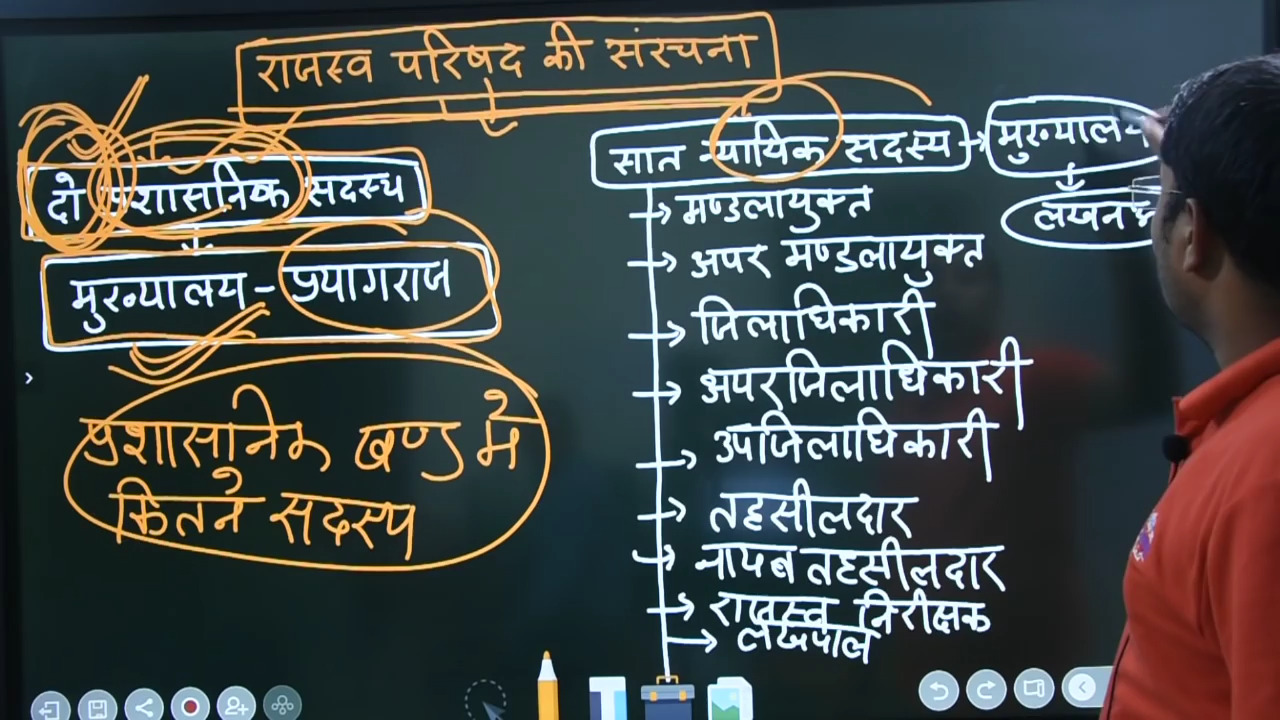 राजस्व परिषद की संरचना
दो प्रशासनिक सदस्य
मुख्यालय - प्रयागराज
प्रशासनिक खण्ड में
कितने सदस्य
सात न्यायिक सदस्य → मुख्यालय
लखनऊ
→ मण्डलायुक्त
→ अपर मण्डलायुक्त
→ जिलाधिकारी
→ अपरजिलाधिकारी
→ उपजिलाधिकारी
→ तहसीलदार
→ नायब तहसीलदार
→ राजस्व निरीक्षक
→ लेखपाल